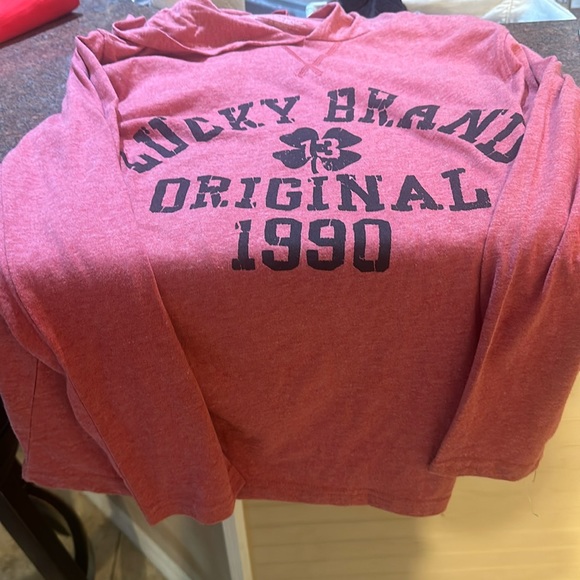 LUCKY BRAND
13
ORIGINAL
1990